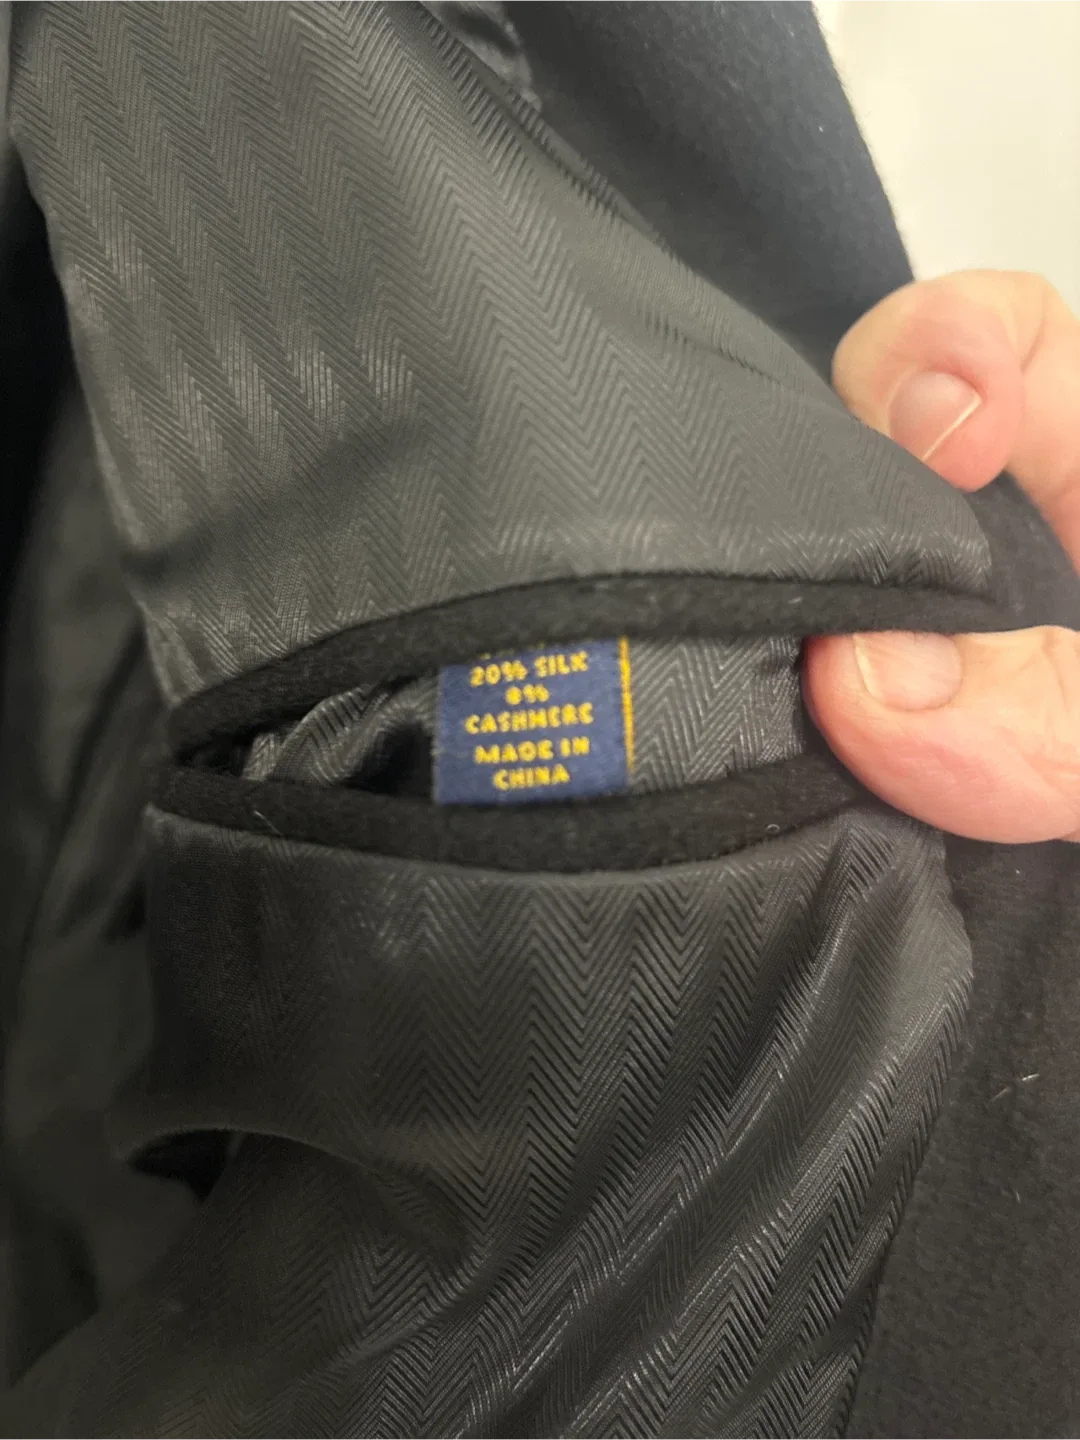 20% SILK
8%
CASHMERE
MADE IN
CHINA